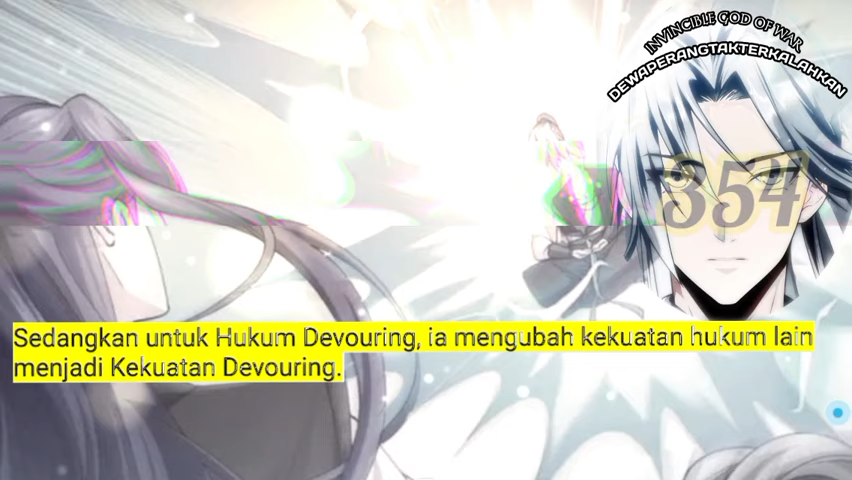 INVINCIBLE GOD OF WAR
DEWAPERANGTAKTERKALAHKAN
354
Sedangkan untuk Hukum Devouring, ia mengubah kekuatan hukum lain
menjadi Kekuatan Devouring.